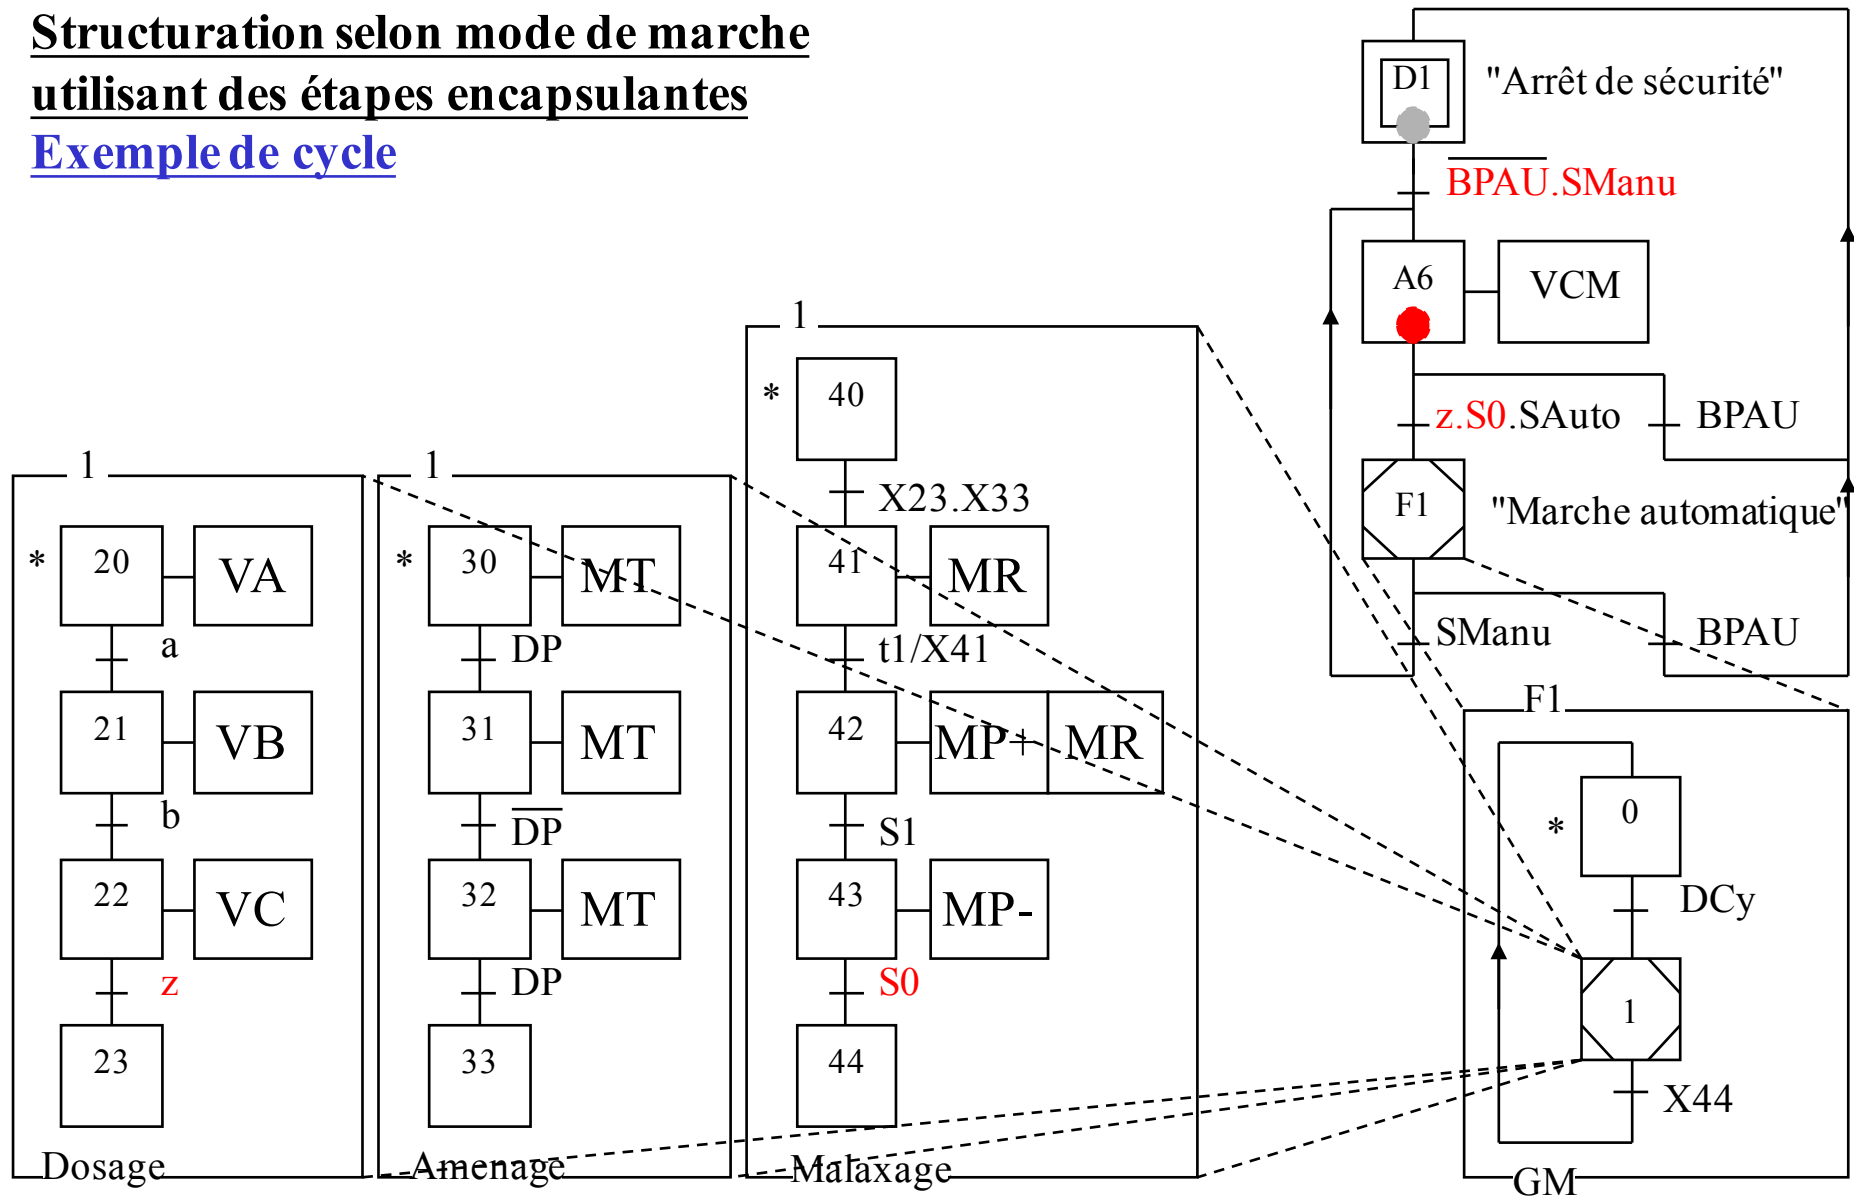 Structuration selon mode de marche
utilisant des étapes encapsulantes
Exemple de cycle
D1
"Arrêt de sécurité"
BPAU.SManu
A6
VCM
z.S0.SAuto
BPAU
F1
"Marche automatique"
SManu
BPAU
1
*
20
VA
a
21
VB
b
22
VC
z
23
Dosage
1
*
30
MT
DP
31
MT
DP
32
MT
DP
33
Amenage
1
*
40
X23.X33
41
MR
t1/X41
42
MP+
MR
S1
43
MP-
S0
44
Malaxage
F1
*
0
DCy
1
X44
GM